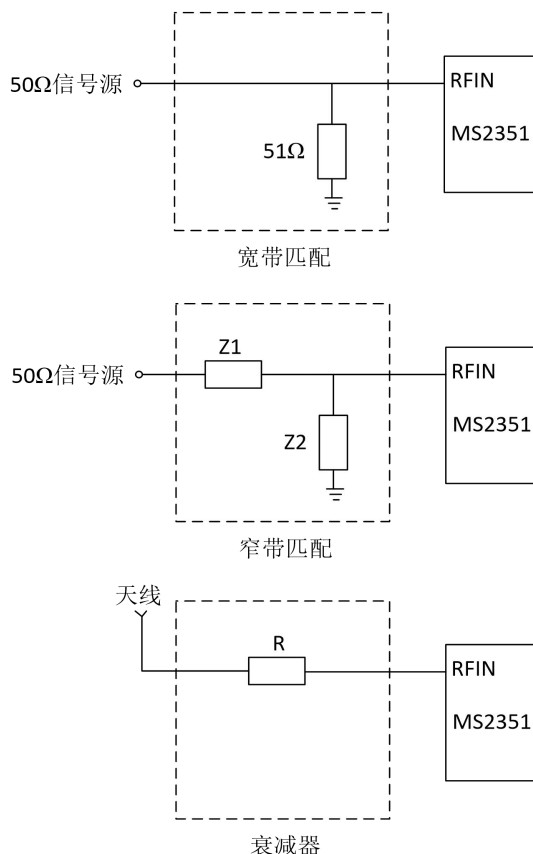 50Ω信号源
RFIN
MS2351
51Ω
宽带匹配
Z1
50Ω信号源
RFIN
MS2351
Z2
窄带匹配
天线
R
RFIN
MS2351
衰减器